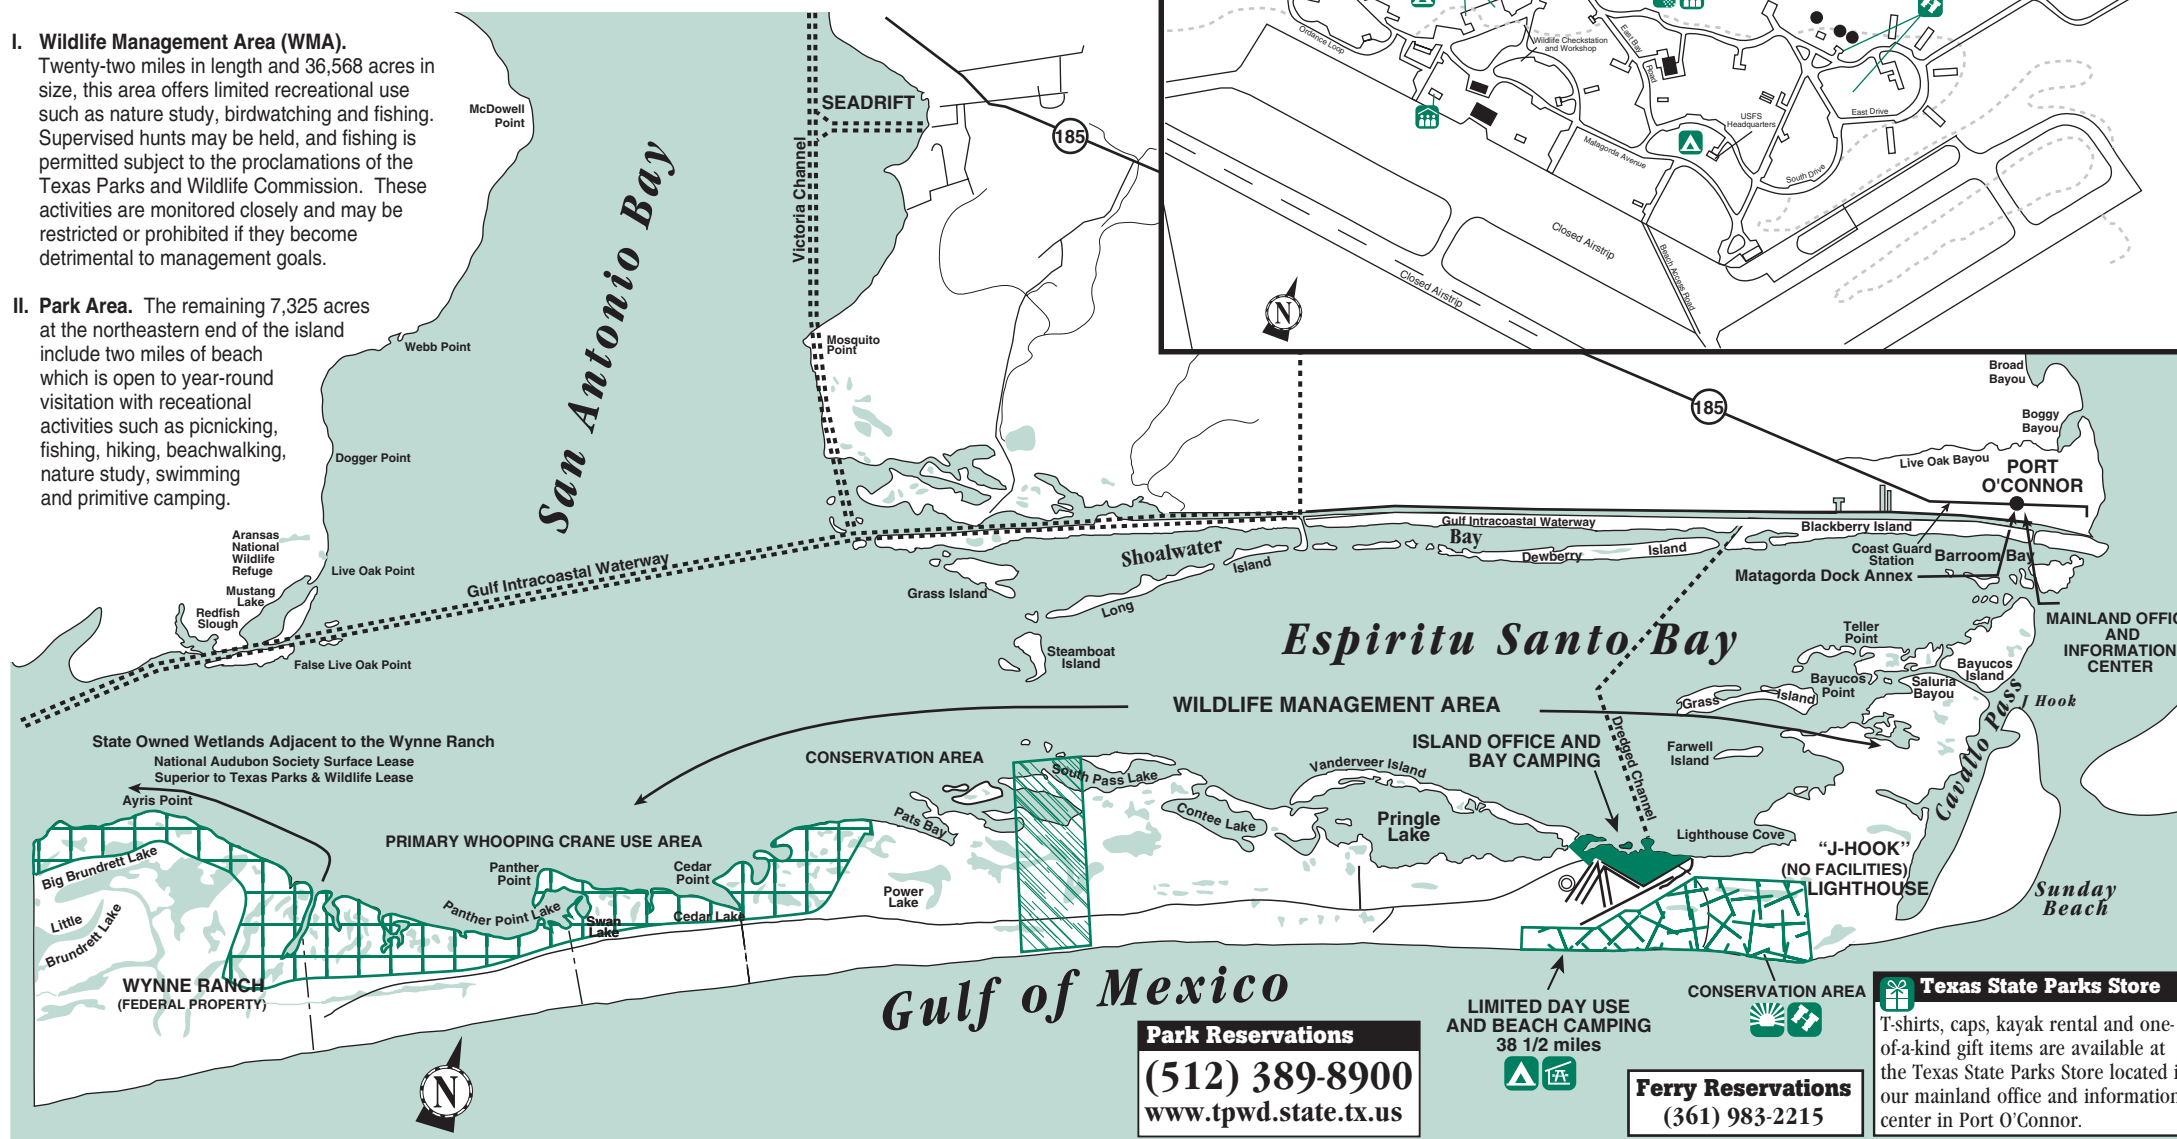 I. Wildlife Management Area (WMA).
Twenty-two miles in length and 36,568 acres in
size, this area offers limited recreational use
such as nature study, birdwatching and fishing.
Supervised hunts may be held, and fishing is
permitted subject to the proclamations of the
Texas Parks and Wildlife Commission. These
activities are monitored closely and may be
restricted or prohibited if they become
detrimental to management goals.
II. Park Area. The remaining 7,325 acres
at the northeastern end of the island
include two miles of beach
which is open to year-round
visitation with receational
activities such as picnicking,
fishing, hiking, beachwalking,
nature study, swimming
and primitive camping.
McDowell
Point
SEADRIFT
Victoria Channel
San Antonio Bay
185
Webb Point
Mosquito
Point
Dogger Point
Aransas
National
Wildlife
Refuge
Live Oak Point
Mustang
Lake
Redfish
Slough
False Live Oak Point
Gulf Intracoastal Waterway
Ordance Loop
Wildlife Checkstation
and Workshop
East Bay
Road
USFS
Headquarters
East Drive
South Drive
Matagorda Avenue
Closed Airstrip
Closed Airstrip
Beach Access Road
N
185
Broad
Bayou
Boggy
Bayou
Live Oak Bayou
PORT
O'CONNOR
Gulf Intracoastal Waterway
Blackberry Island
Shoalwater
Bay
Dewberry
Island
Coast Guard
Station
Barroom Bay
Matagorda Dock Annex
Grass Island
Long
Island
Steamboat
Island
Espiritu Santo Bay
Teller
Point
MAINLAND OFFIC
AND
INFORMATION
CENTER
Bayucos
Island
Bayucos
Point
Saluria
Bayou
Grass
Island
J Hook
Cavallo Pass
WILDLIFE MANAGEMENT AREA
Dredged Channel
ISLAND OFFICE AND
BAY CAMPING
Farwell
Island
State Owned Wetlands Adjacent to the Wynne Ranch
National Audubon Society Surface Lease
Superior to Texas Parks & Wildlife Lease
Ayris Point
CONSERVATION AREA
South Pass Lake
Vanderveer Island
Pats Bay
Contee Lake
Pringle
Lake
Lighthouse Cove
PRIMARY WHOOPING CRANE USE AREA
Big Brundrett Lake
Panther
Point
Cedar
Point
Power
Lake
"J-HOOK"
(NO FACILITIES)
LIGHTHOUSE
Sunday
Beach
Little
Brundrett Lake
Panther Point Lake
Swan
Lake
Cedar Lake
WYNNE RANCH
(FEDERAL PROPERTY)
Gulf of Mexico
N
LIMITED DAY USE
AND BEACH CAMPING
38 1/2 miles
CONSERVATION AREA
Park Reservations
(512) 389-8900
www.tpwd.state.tx.us
Ferry Reservations
(361) 983-2215
Texas State Parks Store
T-shirts, caps, kayak rental and one-
of-a-kind gift items are available at
the Texas State Parks Store located i
our mainland office and information
center in Port O'Connor.